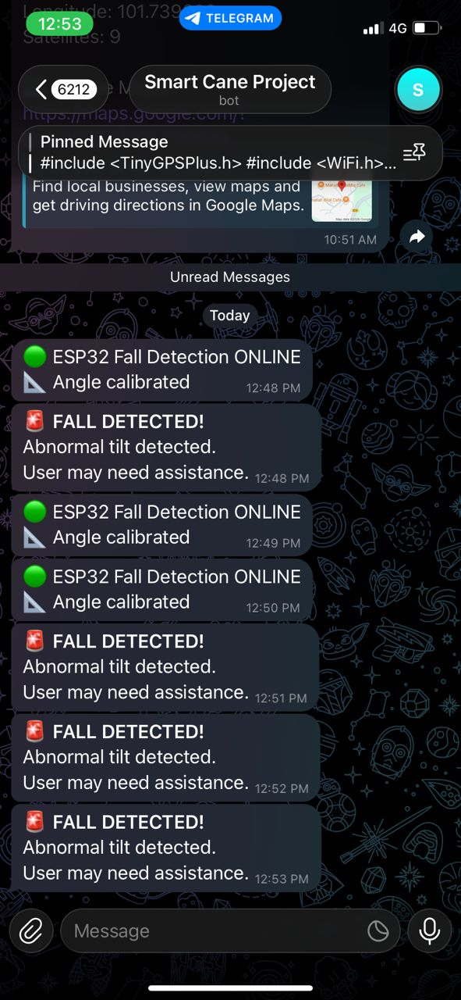 Longitude: 101.739
12:53
TELEGRAM
4G
Satellites: 9
6212
Smart Cane Project
bot
https://maps.google.com/?
Pinned Message
#include <TinyGPSPlus.h> #include <WiFi.h>...
Find local businesses, view maps and
get driving directions in Google Maps.
10:51 AM
Unread Messages
Today
🟢 ESP32 Fall Detection ONLINE
📐 Angle calibrated 12:48 PM
🚨 FALL DETECTED!
Abnormal tilt detected.
User may need assistance. 12:48 PM
🟢 ESP32 Fall Detection ONLINE
📐 Angle calibrated 12:49 PM
🟢 ESP32 Fall Detection ONLINE
📐 Angle calibrated 12:50 PM
🚨 FALL DETECTED!
Abnormal tilt detected.
User may need assistance. 12:51 PM
🚨 FALL DETECTED!
Abnormal tilt detected.
User may need assistance. 12:52 PM
🚨 FALL DETECTED!
Abnormal tilt detected.
User may need assistance. 12:53 PM
Message